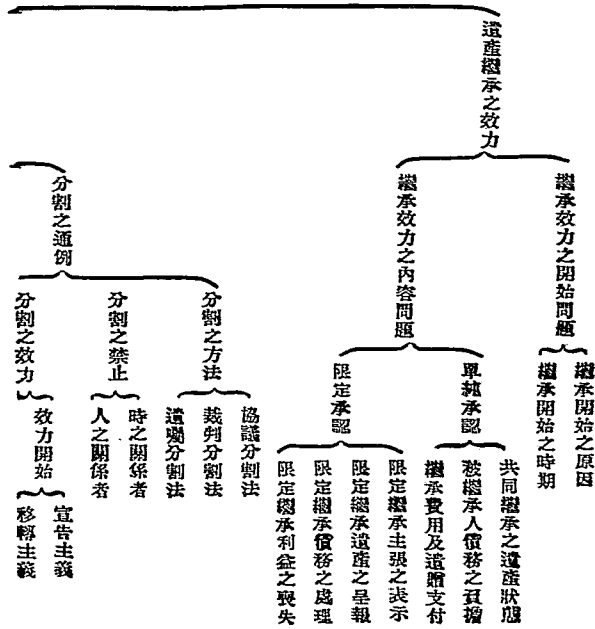 遺產繼承之效力
繼承效力之開始問題
繼承開始之原因
繼承開始之時期
繼承效力之內容問題
單純承認
共同繼承之遺產狀態
被繼承人債務之負擔
繼承費用及遺贈支付
限定承認
限定繼承主張之表示
限定繼承遺產之呈報
限定繼承債務之處理
限定繼承利益之喪失
分割之通例
分割之方法
協議分割法
裁判分割法
遺囑分割法
分割之禁止
時之關係者
人之關係者
分割之效力
效力開始
宣告主義
移轉主義